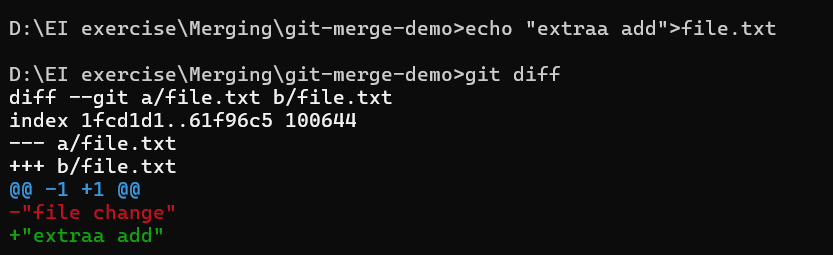 D:\EI exercise\Merging\git-merge-demo>echo "extraa add">file.txt
D:\EI exercise\Merging\git-merge-demo>git diff
diff --git a/file.txt b/file.txt
index 1fcd1d1..61f96c5 100644
--- a/file.txt
+++ b/file.txt
@@ -1 +1 @@
-"file change"
+"extraa add"